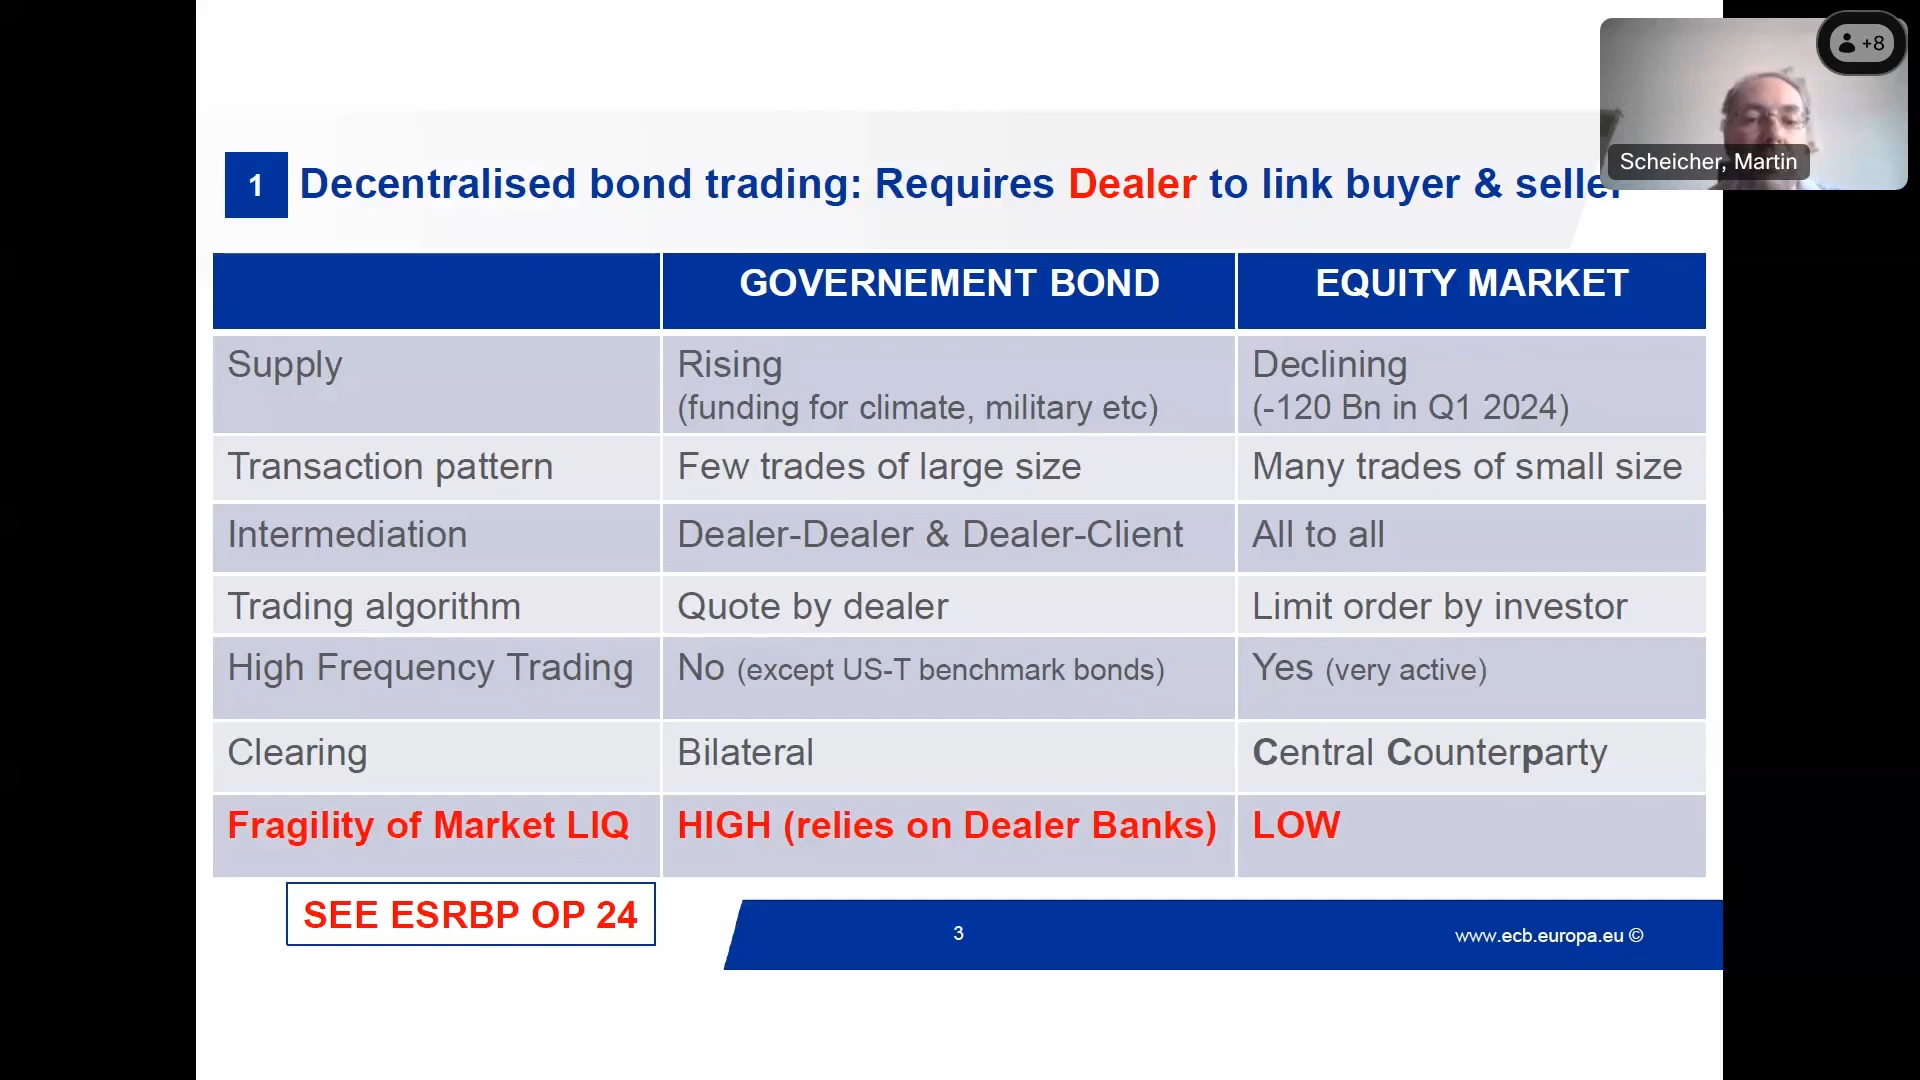 +8
Scheicher, Martin
1 Decentralised bond trading: Requires Dealer to link buyer & seller
GOVERNEMENT BOND EQUITY MARKET
Supply Rising Declining
(funding for climate, military etc) (-120 Bn in Q1 2024)
Transaction pattern Few trades of large size Many trades of small size
Intermediation Dealer-Dealer & Dealer-Client All to all
Trading algorithm Quote by dealer Limit order by investor
High Frequency Trading No (except US-T benchmark bonds) Yes (very active)
Clearing Bilateral Central Counterparty
Fragility of Market LIQ HIGH (relies on Dealer Banks) LOW
SEE ESRBP OP 24
3
www.ecb.europa.eu ©